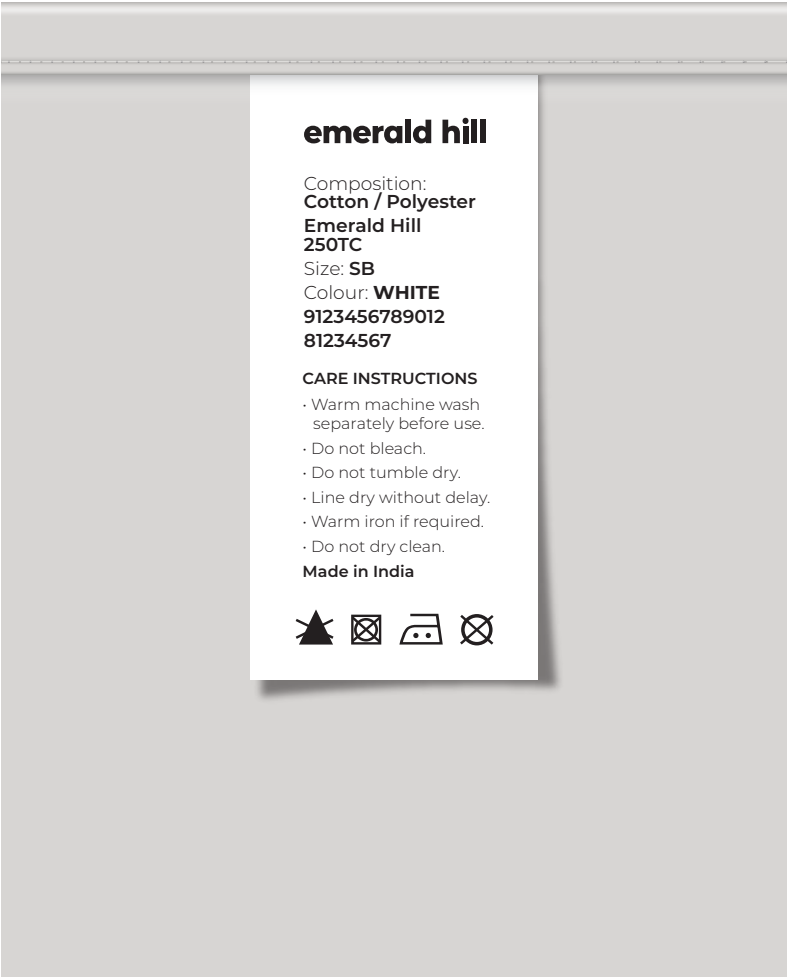 emerald hill
Composition:
Cotton / Polyester
Emerald Hill
250TC
Size: SB
Colour: WHITE
9123456789012
81234567
CARE INSTRUCTIONS
· Warm machine wash
separately before use.
· Do not bleach.
· Do not tumble dry.
· Line dry without delay.
· Warm iron if required.
· Do not dry clean.
Made in India